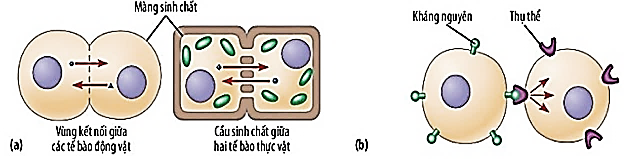 Màng sinh chất
Vùng kết nối giữa
các tế bào động vật
Cầu sinh chất giữa
hai tế bào thực vật
(a)
Kháng nguyên
Thụ thể
(b)